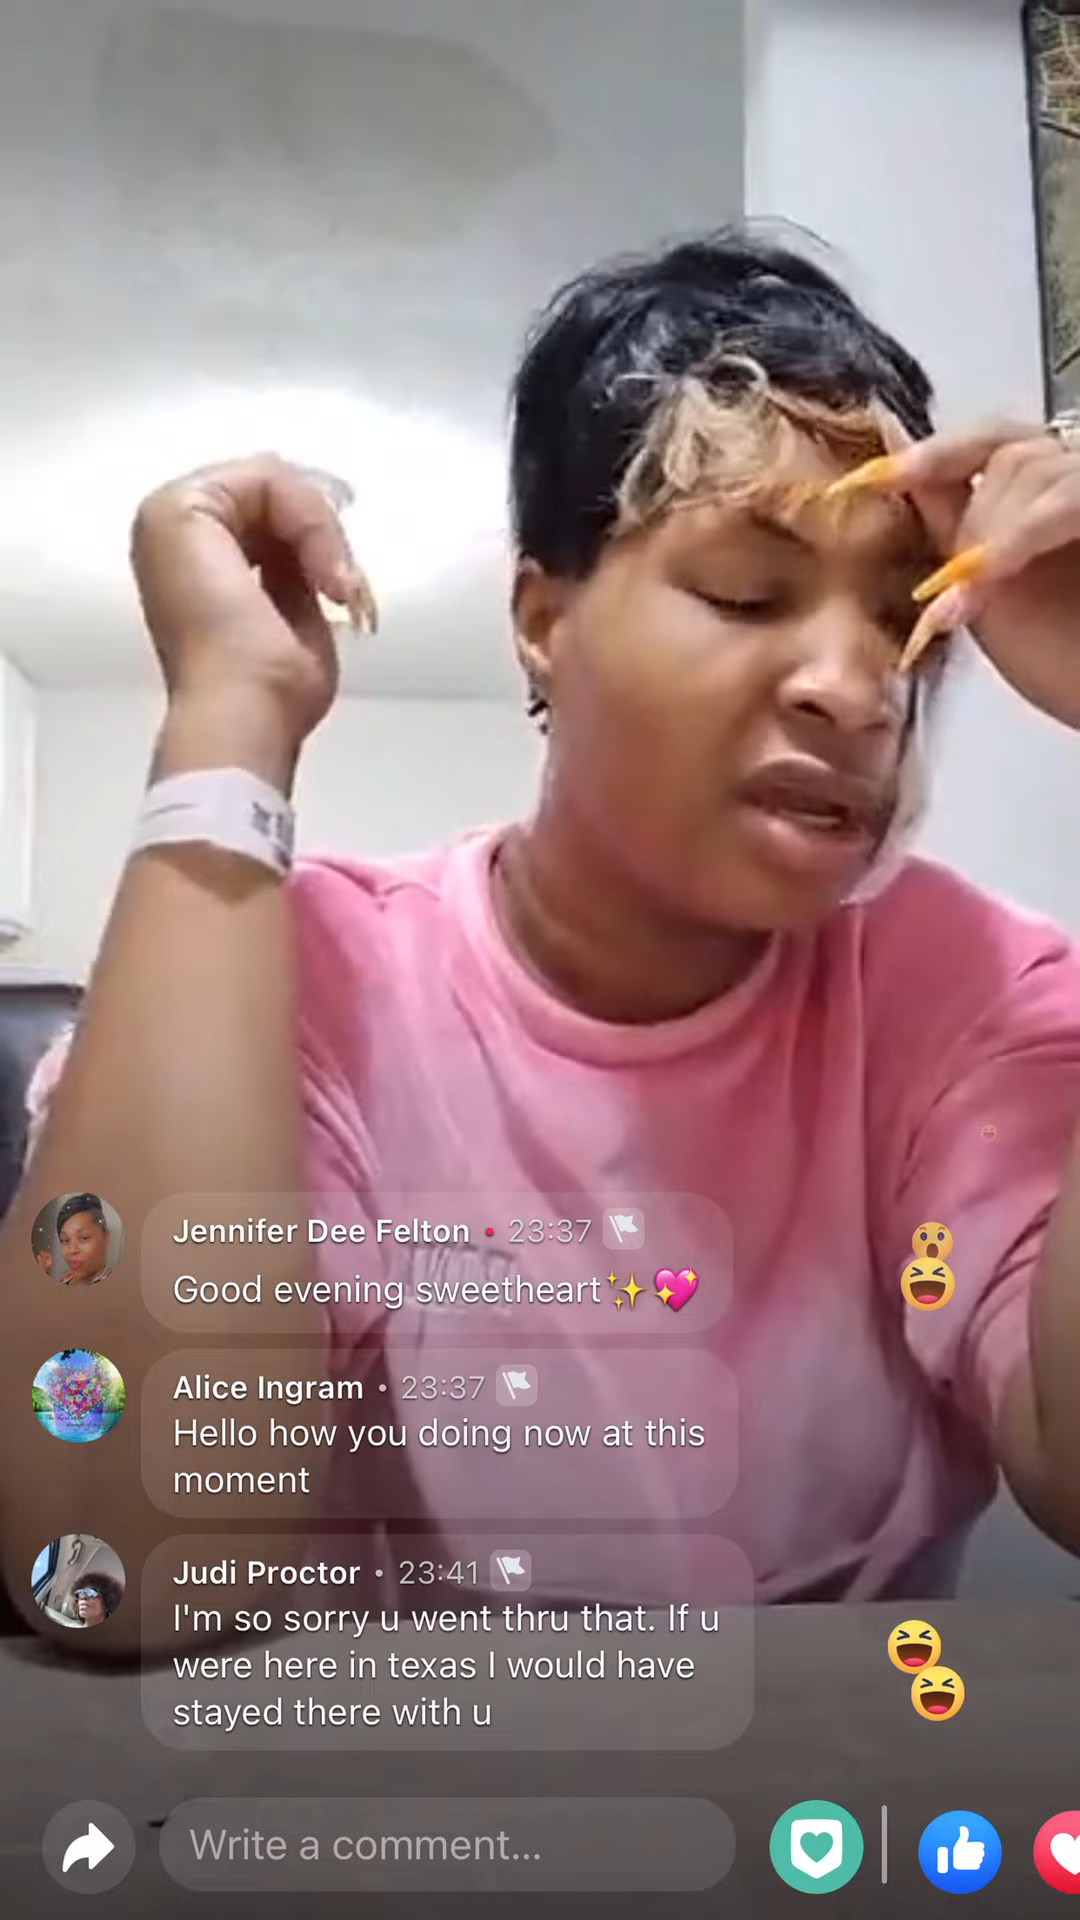 Jennifer Dee Felton • 23:37
Good evening sweetheart✨💖
Alice Ingram • 23:37
Hello how you doing now at this
moment
Judi Proctor • 23:41
I'm so sorry u went thru that. If u
were here in texas I would have
stayed there with u
Write a comment...